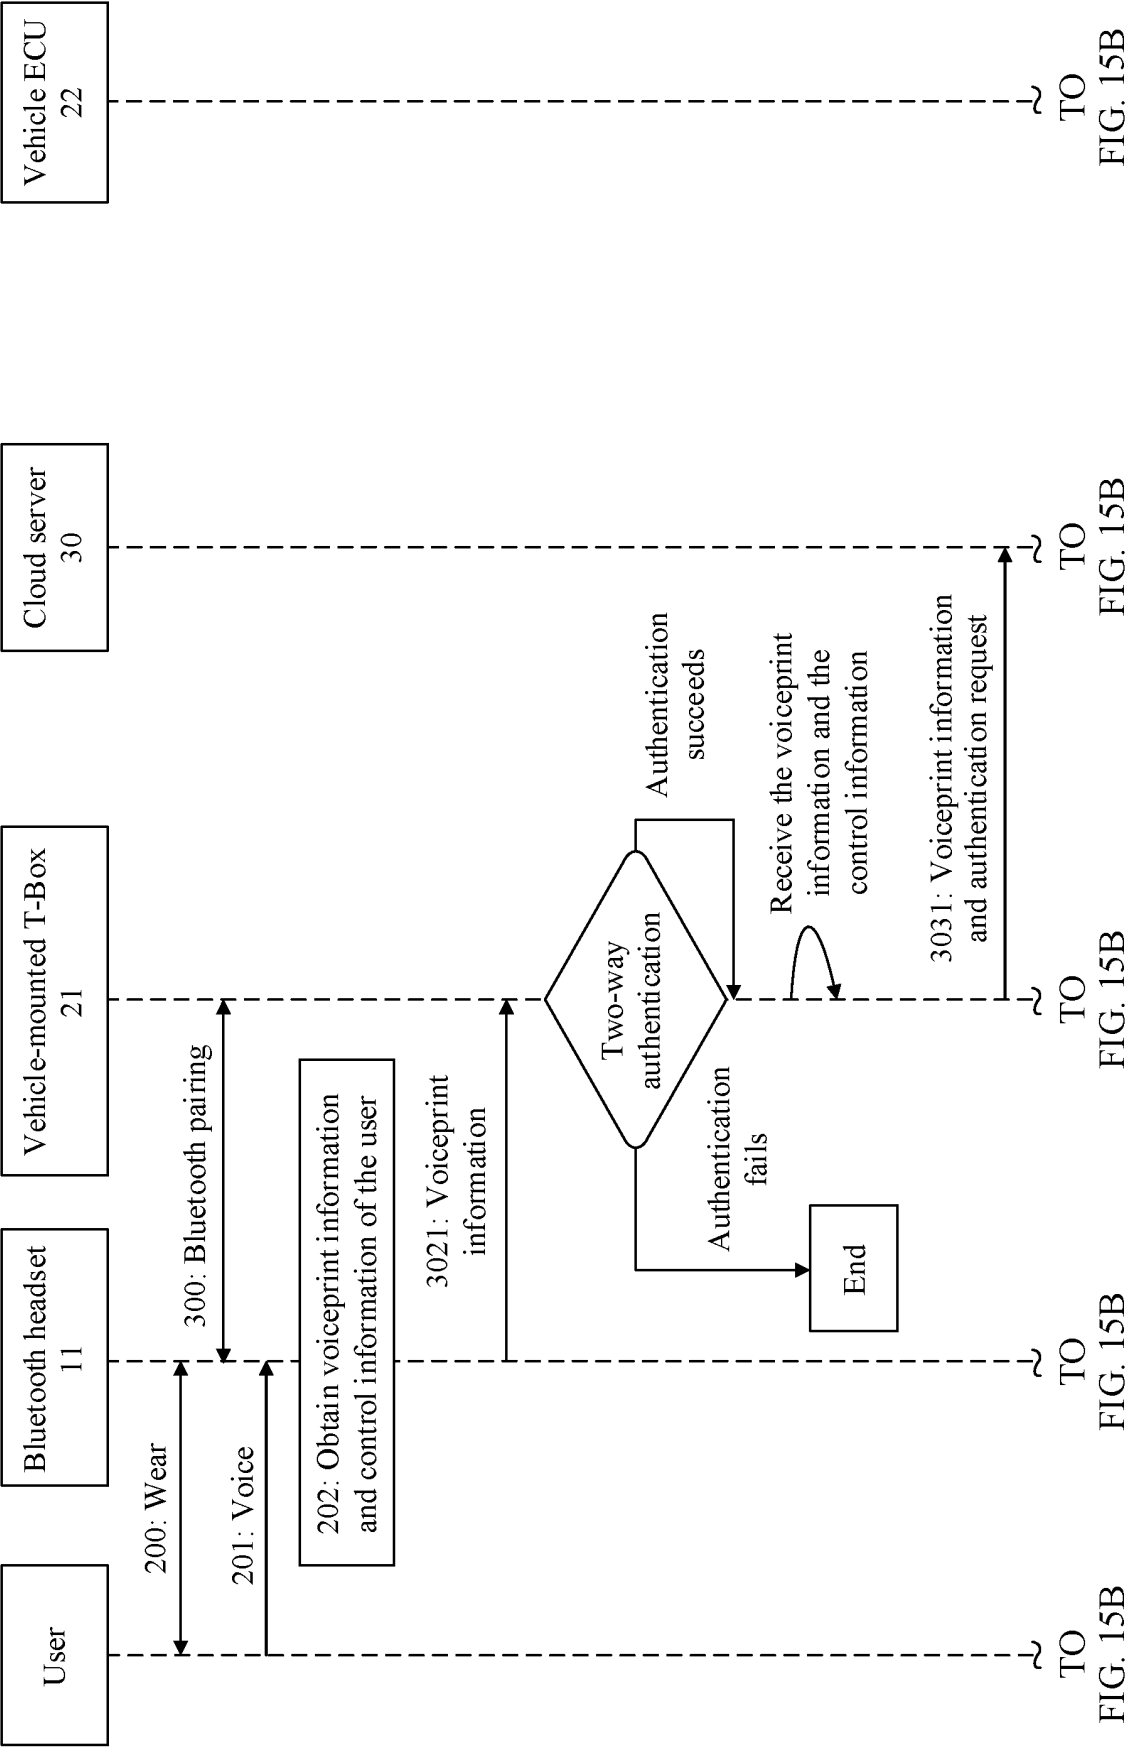 User
Bluetooth headset
11
Vehicle-mounted T-Box
21
Cloud server
30
Vehicle ECU
22
200: Wear
300: Bluetooth pairing
201: Voice
202: Obtain voiceprint information
and control information of the user
3021: Voiceprint
information
Two-way
authentication
Authentication
succeeds
Authentication
fails
End
Receive the voiceprint
information and the
control information
3031: Voiceprint information
and authentication request
TO
FIG. 15B
TO
FIG. 15B
TO
FIG. 15B
TO
FIG. 15B
TO
FIG. 15B